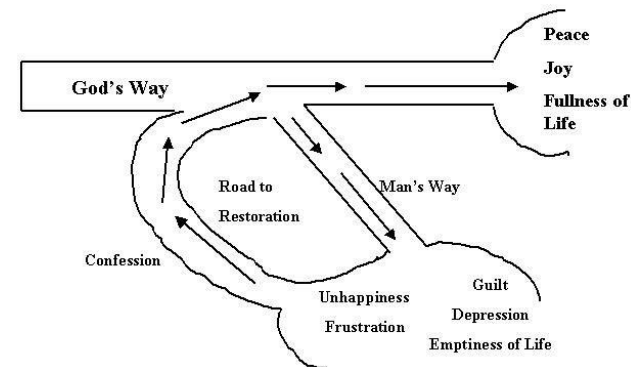 Peace
Joy
Fullness of
Life
God's Way
Man's Way
Road to
Restoration
Confession
Unhappiness
Frustration
Guilt
Depression
Emptiness of Life